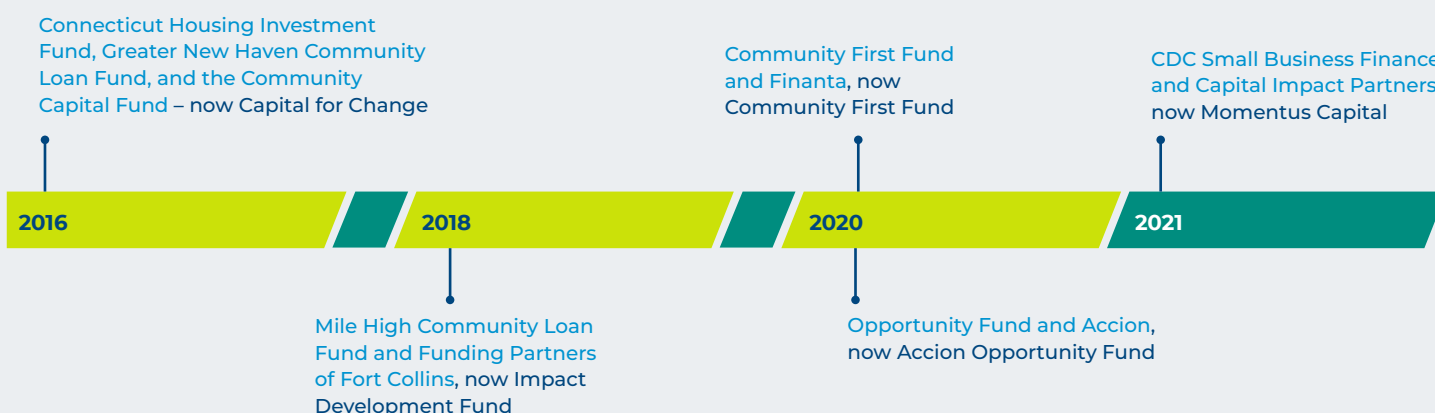 Connecticut Housing Investment
Fund, Greater New Haven Community
Loan Fund, and the Community
Capital Fund – now Capital for Change
Community First Fund
and Finanta, now
Community First Fund
CDC Small Business Finance
and Capital Impact Partners,
now Momentus Capital
2016
2018
2020
2021
Mile High Community Loan
Fund and Funding Partners
of Fort Collins, now Impact
Development Fund
Opportunity Fund and Accion,
now Accion Opportunity Fund